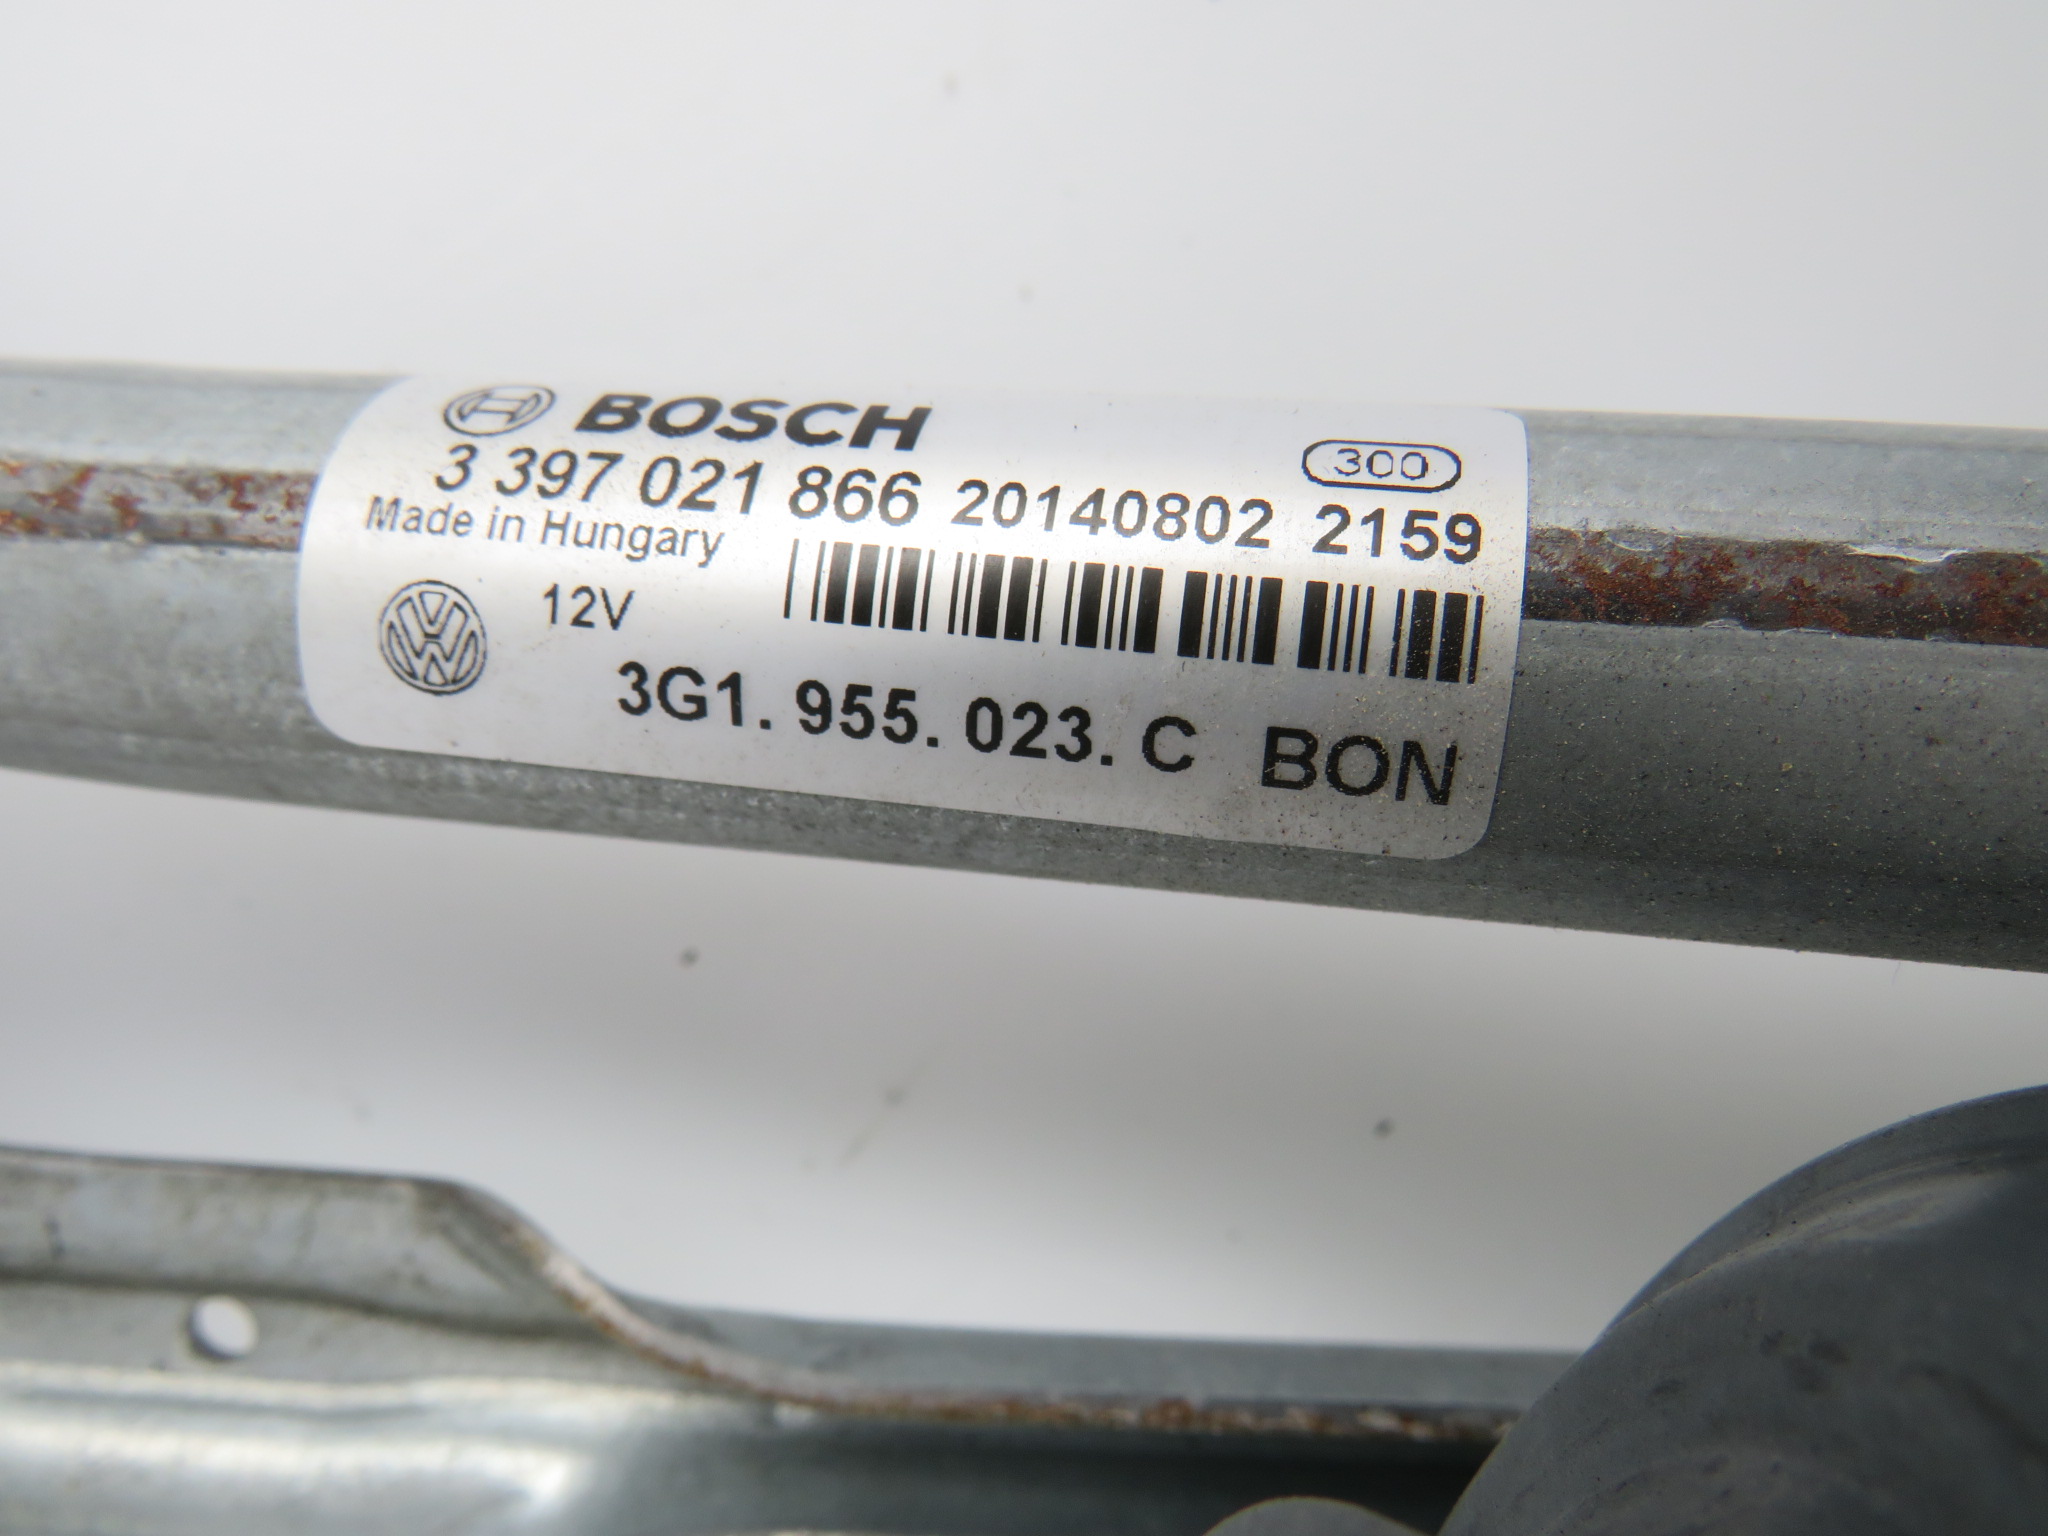 BOSCH
300
3 397 021 866 20140802 2159
Made in Hungary
12V
3G1. 955. 023. C BON